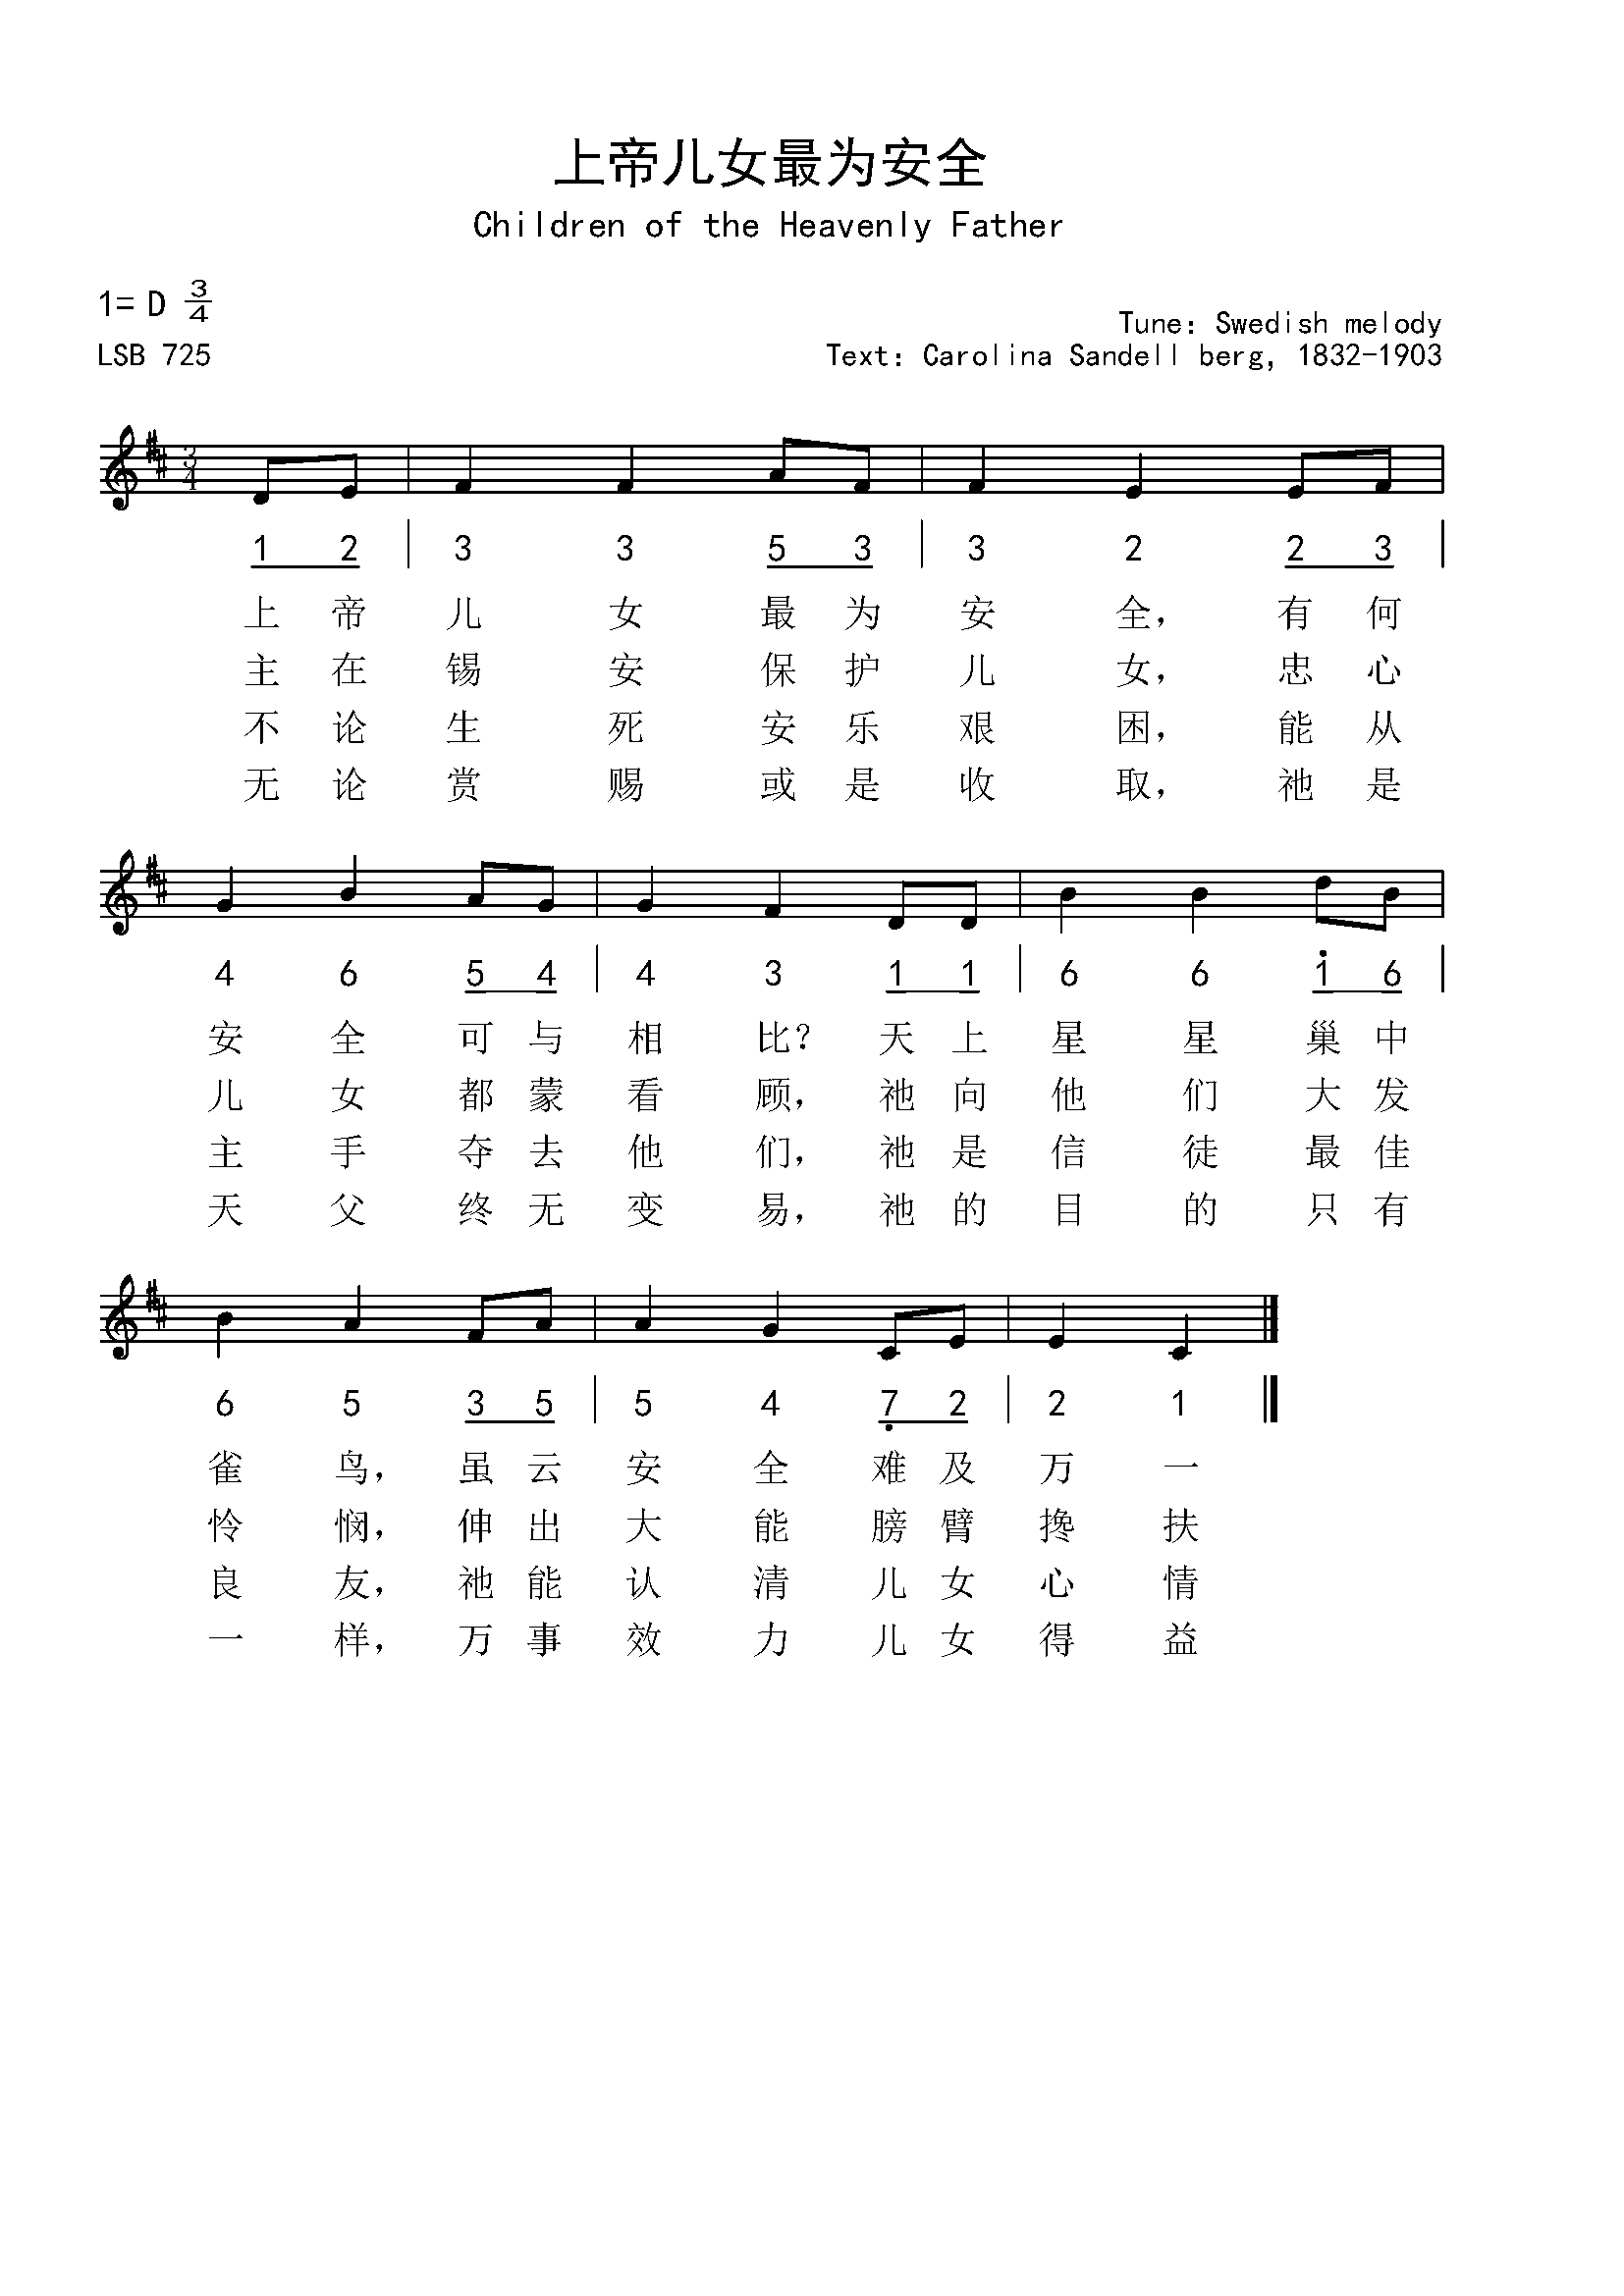 上帝儿女最为安全
Children of the Heavenly Father
1= D 3/4
Tune: Swedish melody
LSB 725
Text: Carolina Sandell berg, 1832-1903
3
4
1 2 | 3 3 5 3 | 3 2 2 3 |
上 帝 儿 女 最 为 安 全， 有 何
主 在 锡 安 保 护 儿 女， 忠 心
不 论 生 死 安 乐 艰 困， 能 从
无 论 赏 赐 或 是 收 取， 祂 是
4 6 5 4 | 4 3 1 1 | 6 6 1̇ 6 |
安 全 可 与 相 比？ 天 上 星 星 巢 中
儿 女 都 蒙 看 顾， 祂 向 他 们 大 发
主 手 夺 去 他 们， 祂 是 信 徒 最 佳
天 父 终 无 变 易， 祂 的 目 的 只 有
6 5 3 5 | 5 4 7̣ 2 | 2 1
雀 鸟， 虽 云 安 全 难 及 万 一
怜 悯， 伸 出 大 能 膀 臂 搀 扶
良 友， 祂 能 认 清 儿 女 心 情
一 样， 万 事 效 力 儿 女 得 益